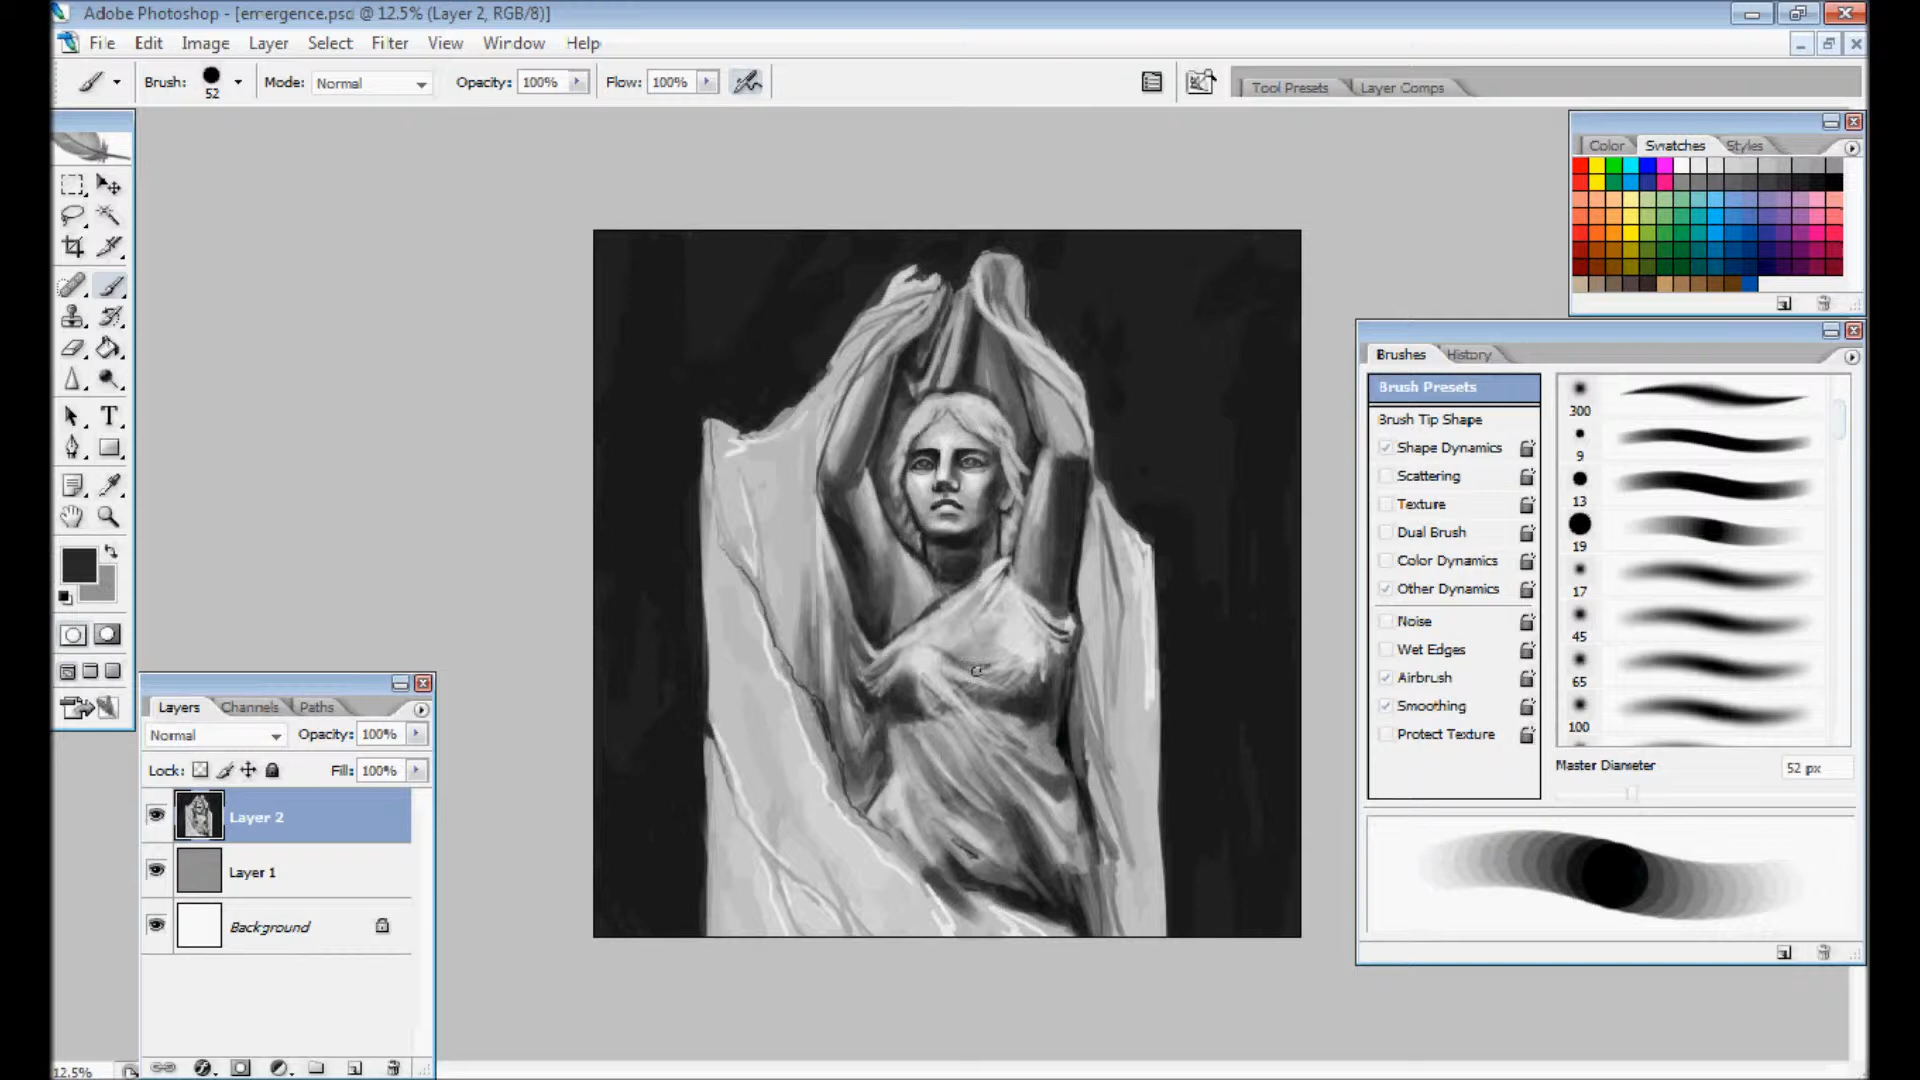 Adobe Photoshop - [emergence.psd @ 12.5% (Layer 2, RGB/8)]
File Edit Image Layer Select Filter View Window Help
Brush: 52 Mode: Normal Opacity: 100% Flow: 100% Tool Presets Layer Comps
Color Swatches Styles
Brushes History
Brush Presets
Brush Tip Shape
Shape Dynamics
Scattering
Texture
Dual Brush
Color Dynamics
Other Dynamics
Noise
Wet Edges
Airbrush
Smoothing
Protect Texture
300
9
13
19
17
45
65
100
Master Diameter 52 px
Layers Channels Paths
Normal Opacity: 100%
Lock: Fill: 100%
Layer 2
Layer 1
Background
12.5%